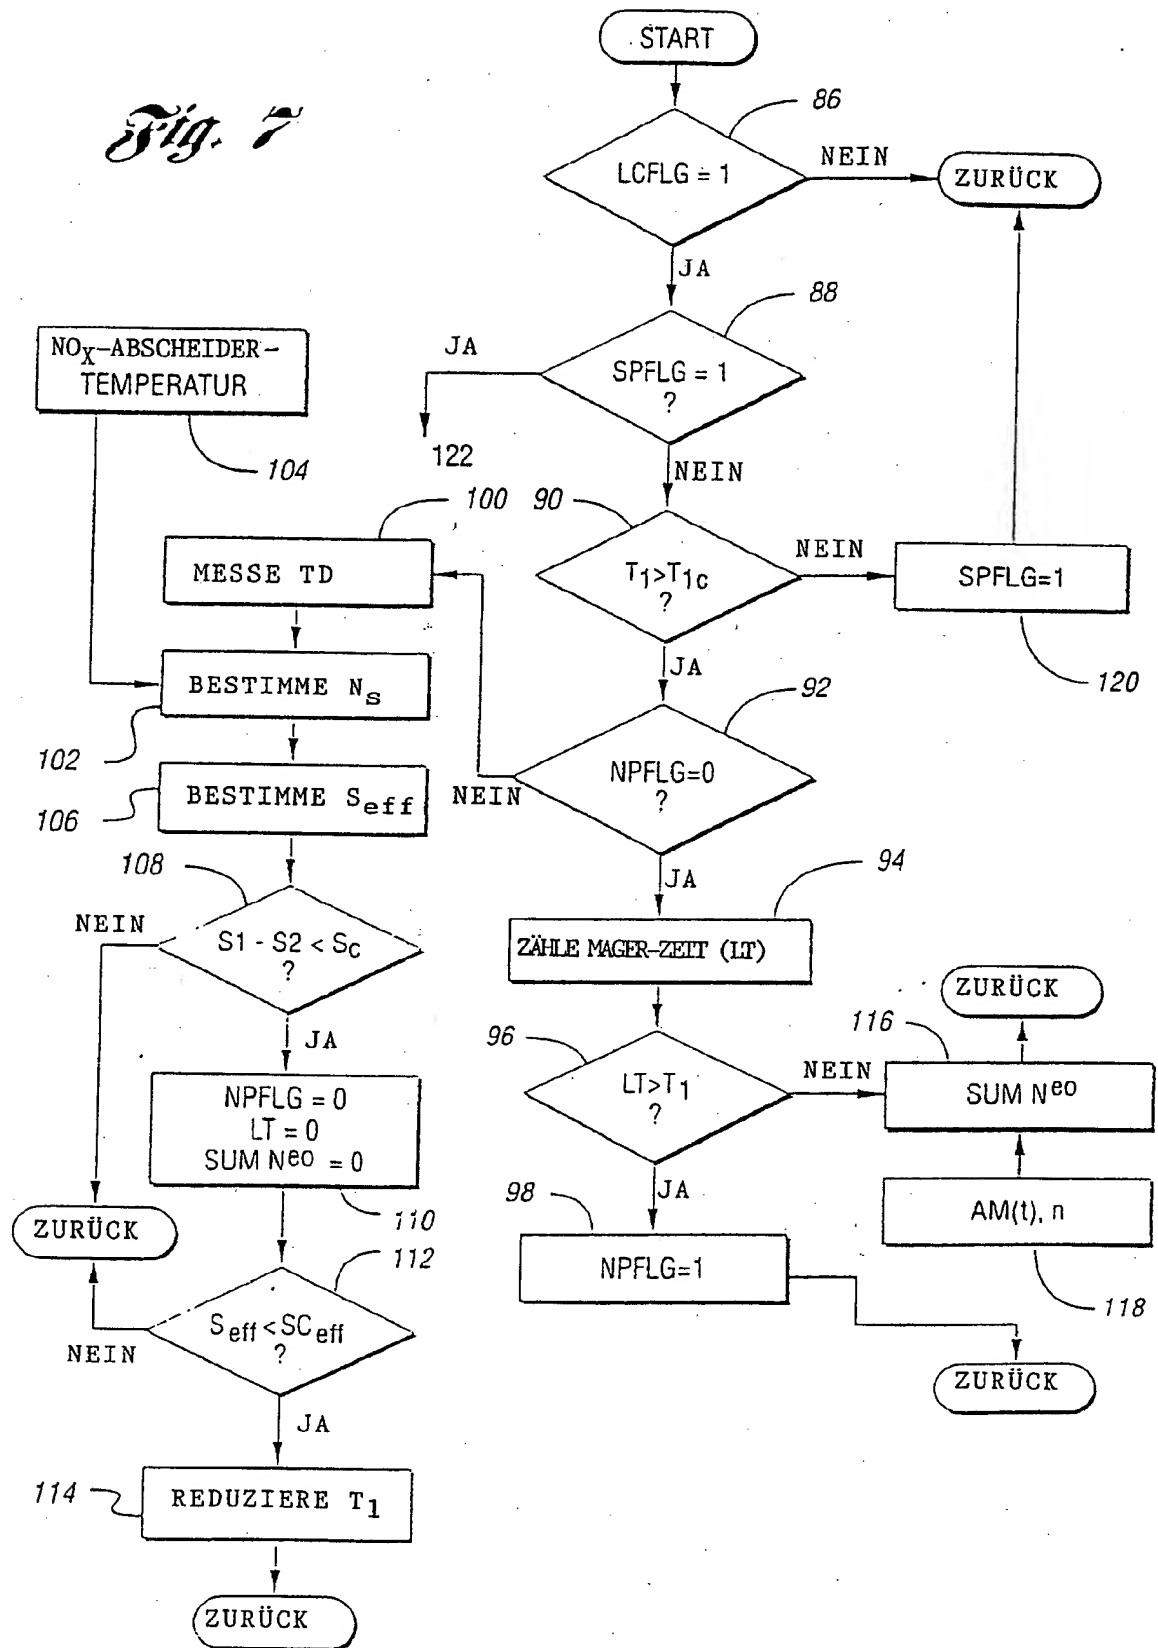 START
Fig. 7
86
LCFLG = 1
NEIN
ZURÜCK
JA
88
NOX-ABSCHEIDER-
TEMPERATUR
JA
SPFLG = 1
?
104
122
NEIN
100
90
MESSE TD
T1>T1c
?
NEIN
SPFLG=1
JA
120
BESTIMME Ns
92
102
NPFLG=0
?
NEIN
BESTIMME Seff
106
JA
94
108
NEIN
S1 - S2 < Sc
?
ZÄHLE MAGER-ZEIT (LT)
ZURÜCK
JA
96
116
LT>T1
?
NEIN
SUM Neo
NPFLG = 0
LT = 0
SUM Neo = 0
JA
98
AM(t), n
ZURÜCK
110
112
NPFLG=1
118
Seff<SCeff
?
NEIN
ZURÜCK
JA
114
REDUZIERE T1
ZURÜCK